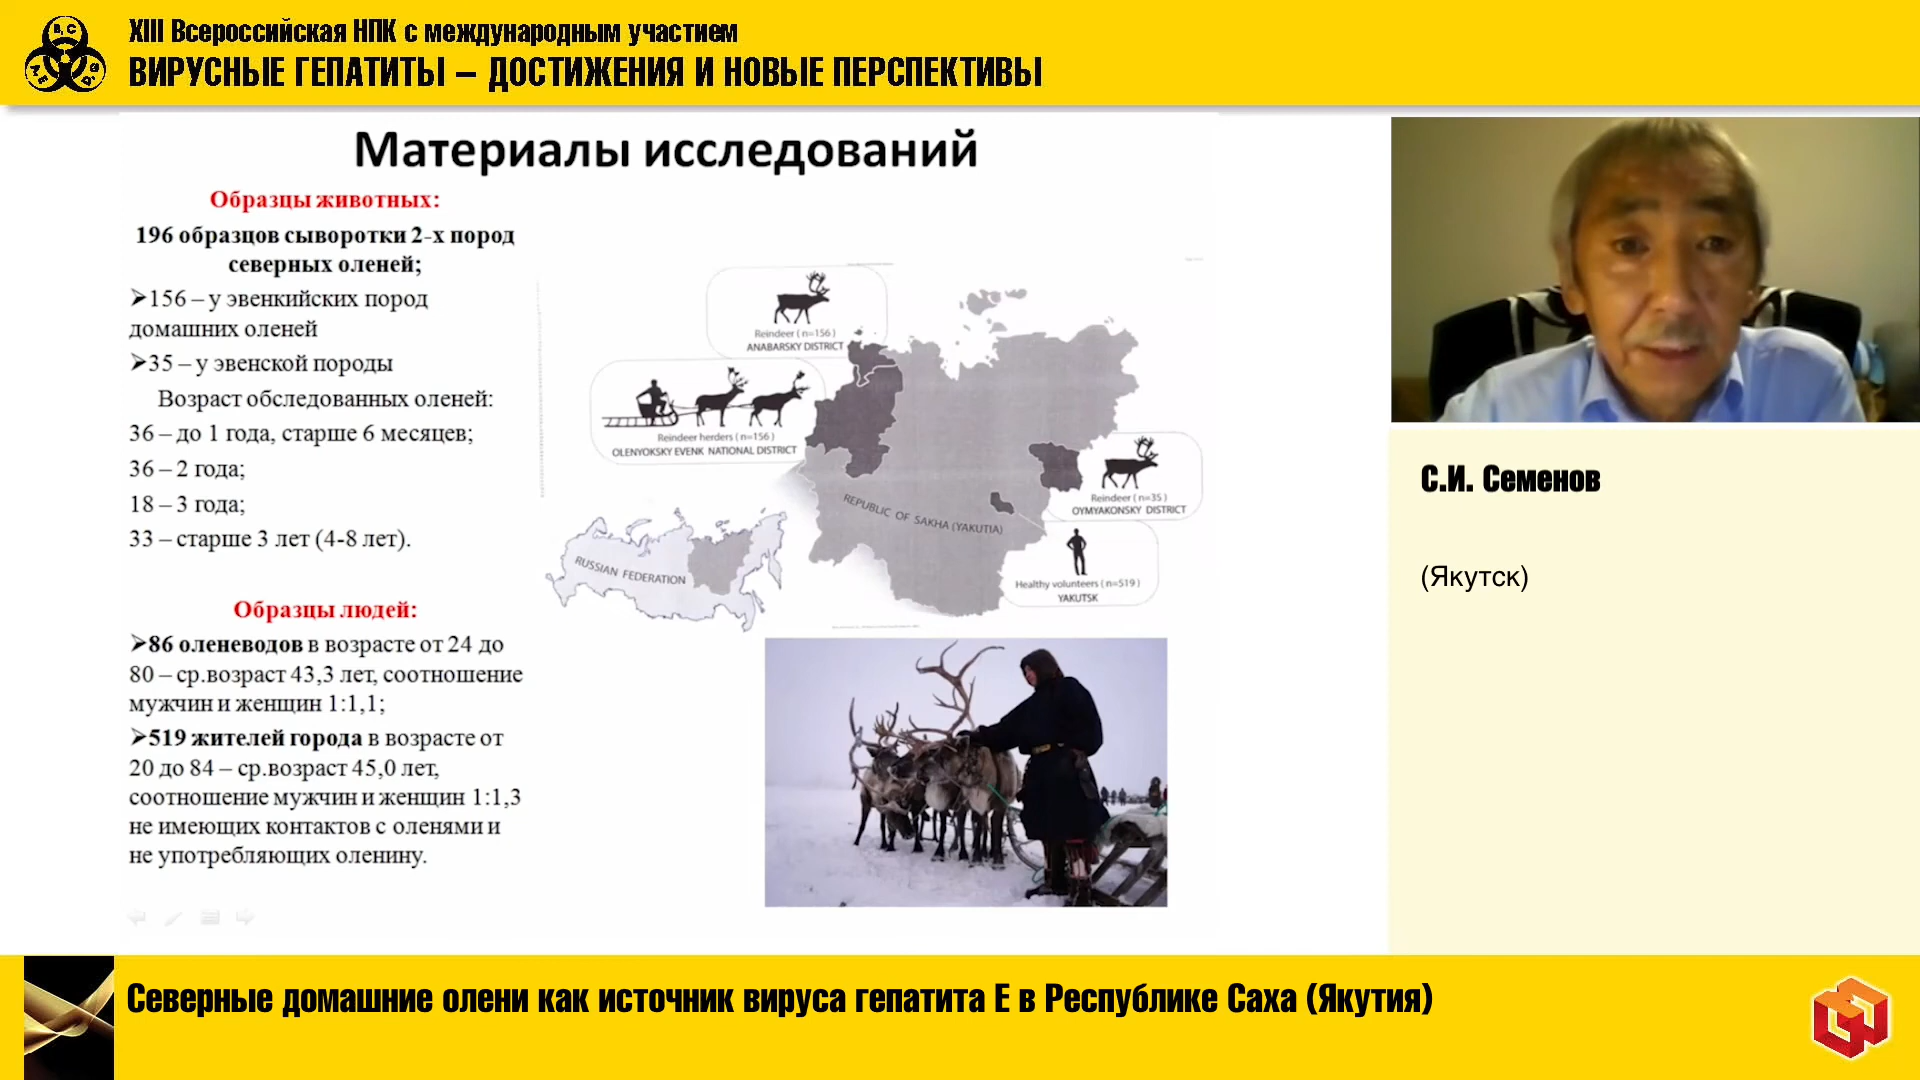 XIII Всероссийская НПК с международным участием
ВИРУСНЫЕ ГЕПАТИТЫ – ДОСТИЖЕНИЯ И НОВЫЕ ПЕРСПЕКТИВЫ
Материалы исследований
Образцы животных:
196 образцов сыворотки 2-х пород
северных оленей;
➢156 – у эвенкийских пород
домашних оленей
➢35 – у эвенской породы
Возраст обследованных оленей:
36 – до 1 года, старше 6 месяцев;
36 – 2 года;
18 – 3 года;
33 – старше 3 лет (4-8 лет).
Образцы людей:
➢86 оленеводов в возрасте от 24 до
80 – ср.возраст 43,3 лет, соотношение
мужчин и женщин 1:1,1;
➢519 жителей города в возрасте от
20 до 84 – ср.возраст 45,0 лет,
соотношение мужчин и женщин 1:1,3
не имеющих контактов с оленями и
не употребляющих оленину.
Reindeer (n=156)
ANABARSKY DISTRICT
Reindeer herders (n=156)
OLENYOKSKY EVENK NATIONAL DISTRICT
Reindeer (n=35)
OYMYAKONSKY DISTRICT
REPUBLIC OF SAKHA (YAKUTIA)
RUSSIAN FEDERATION
Healthy volunteers (n=519)
YAKUTSK
С.И. Семенов
(Якутск)
Северные домашние олени как источник вируса гепатита Е в Республике Саха (Якутия)